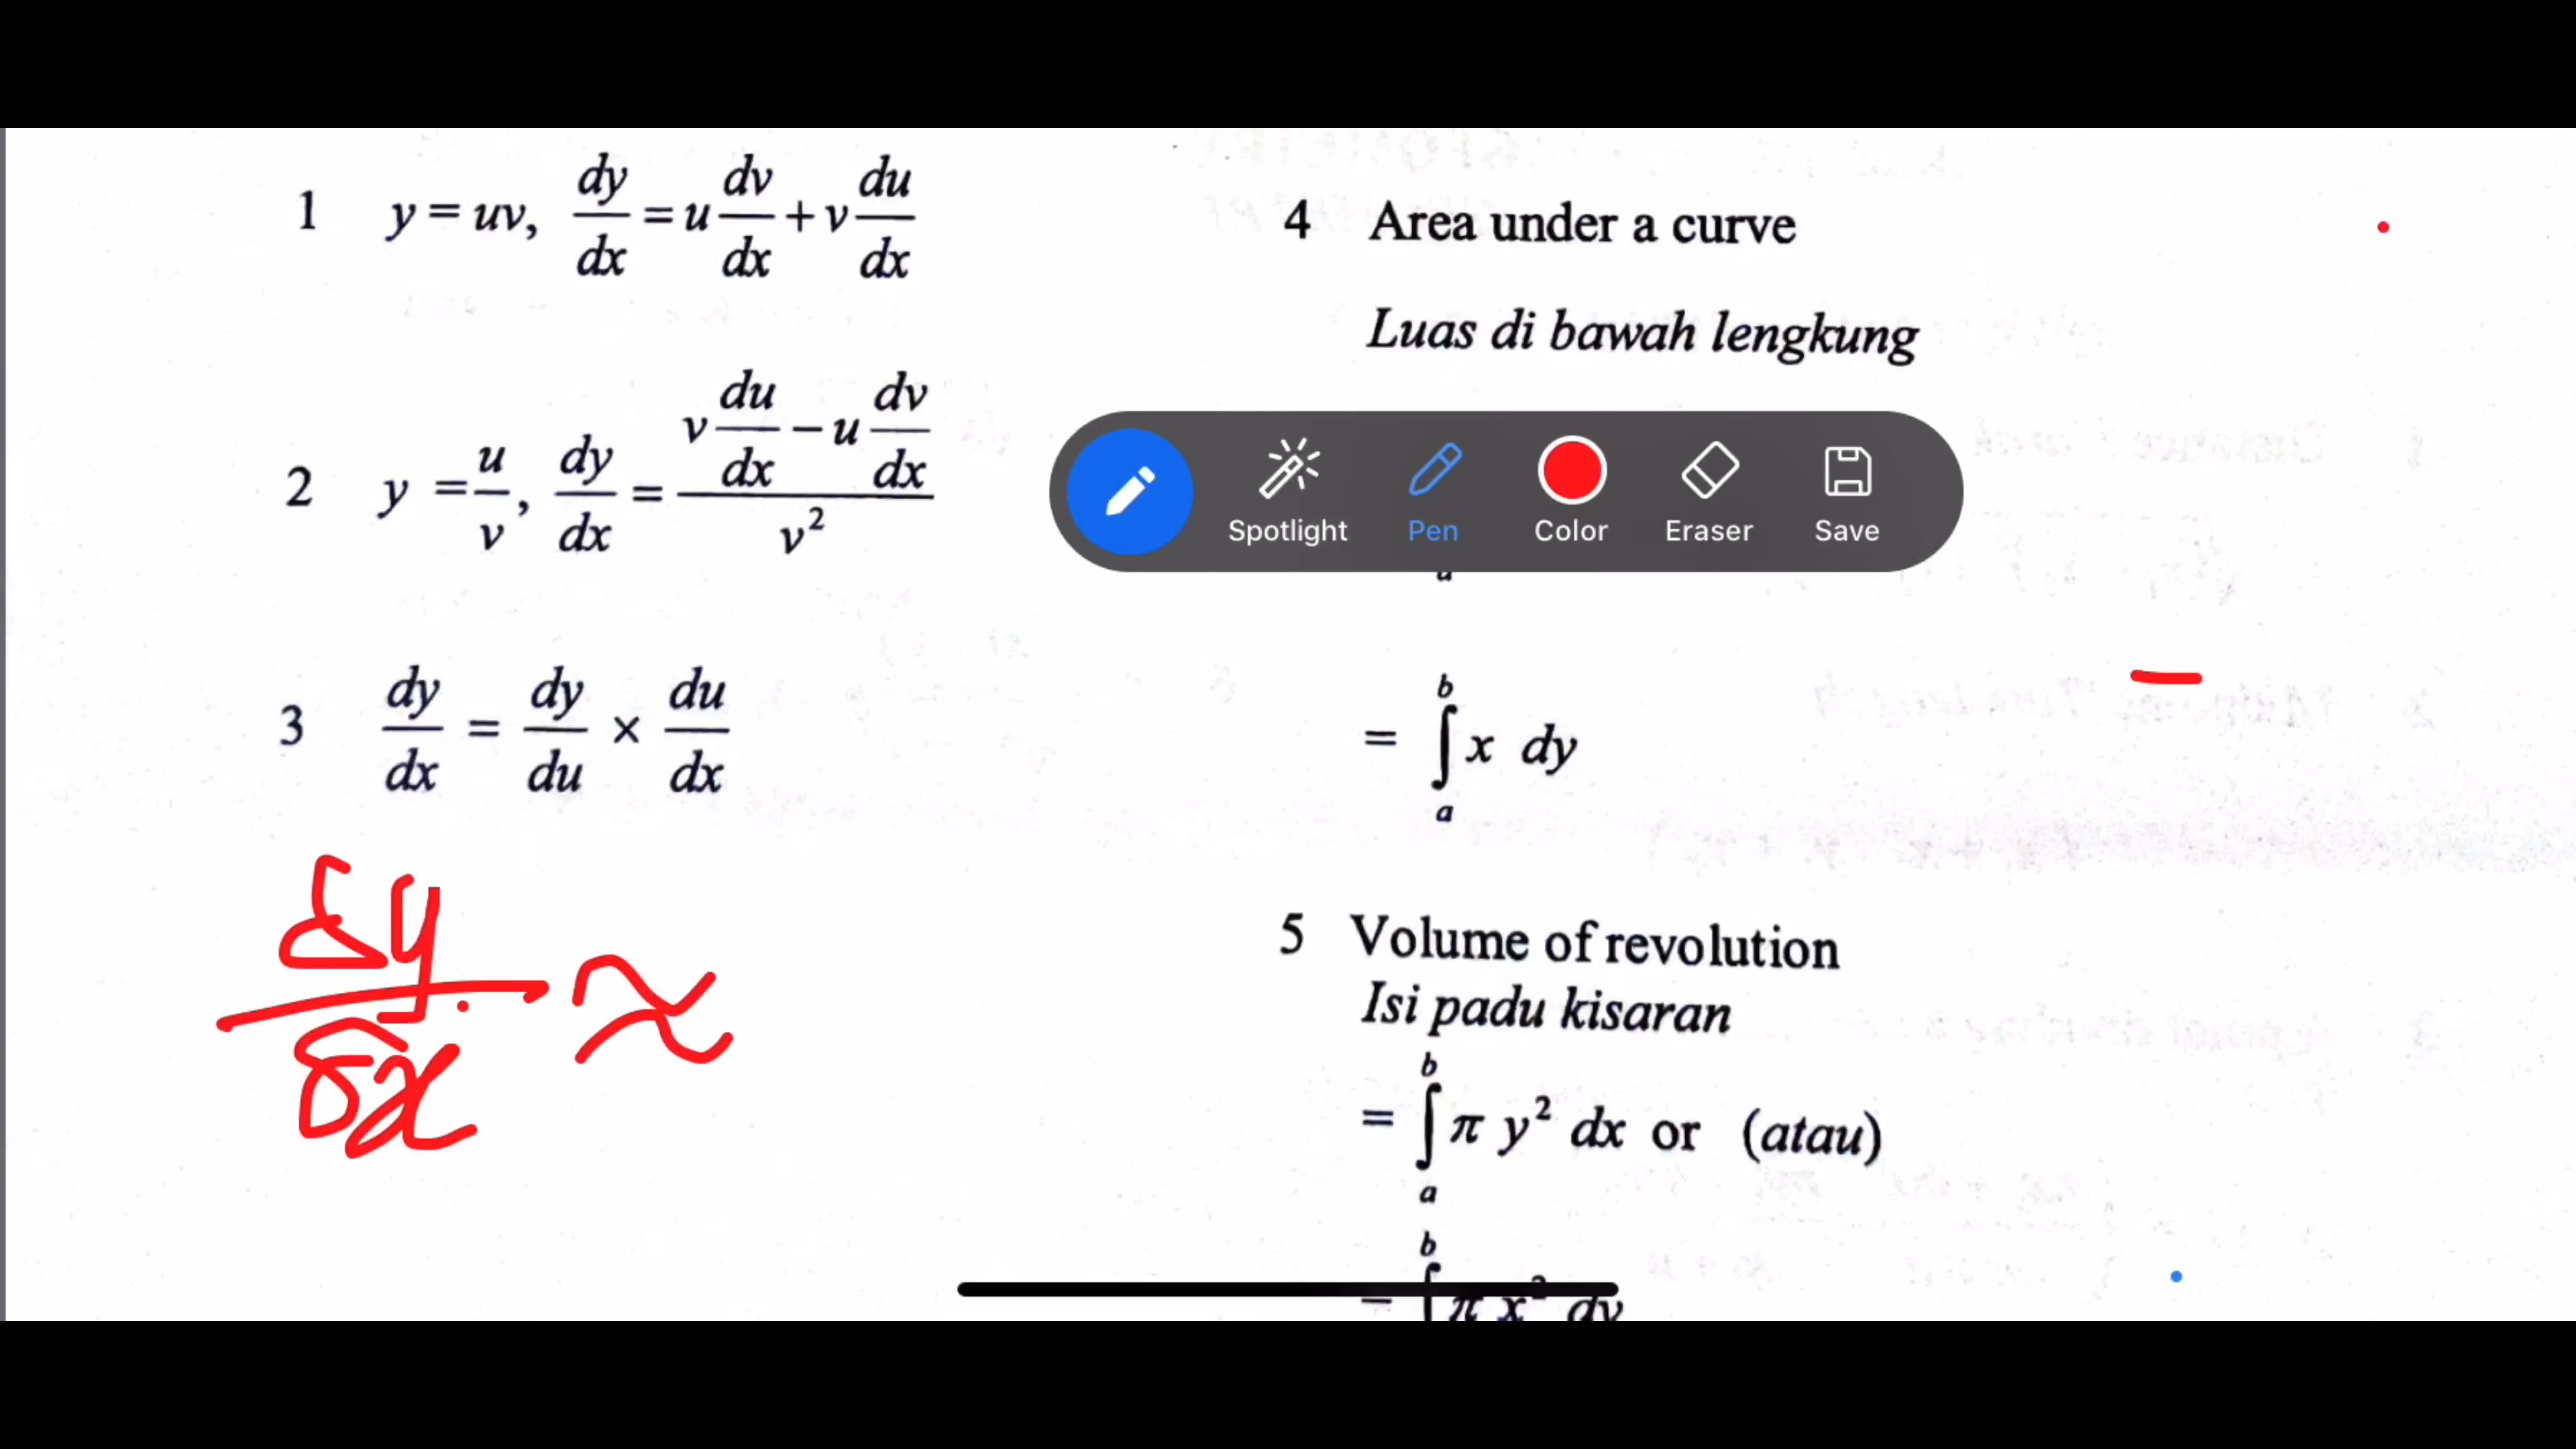 1 y = uv, dy/dx = u dv/dx + v du/dx
2 y = u/v, dy/dx = (v du/dx − u dv/dx)/v²
3 dy/dx = dy/du × du/dx
δy/δx ≈
4 Area under a curve
Luas di bawah lengkung
Spotlight Pen Color Eraser Save
a
= ∫ₐᵇ x dy
5 Volume of revolution
Isi padu kisaran
= ∫ₐᵇ π y² dx or (atau)
= ∫ᵇ π x² dy